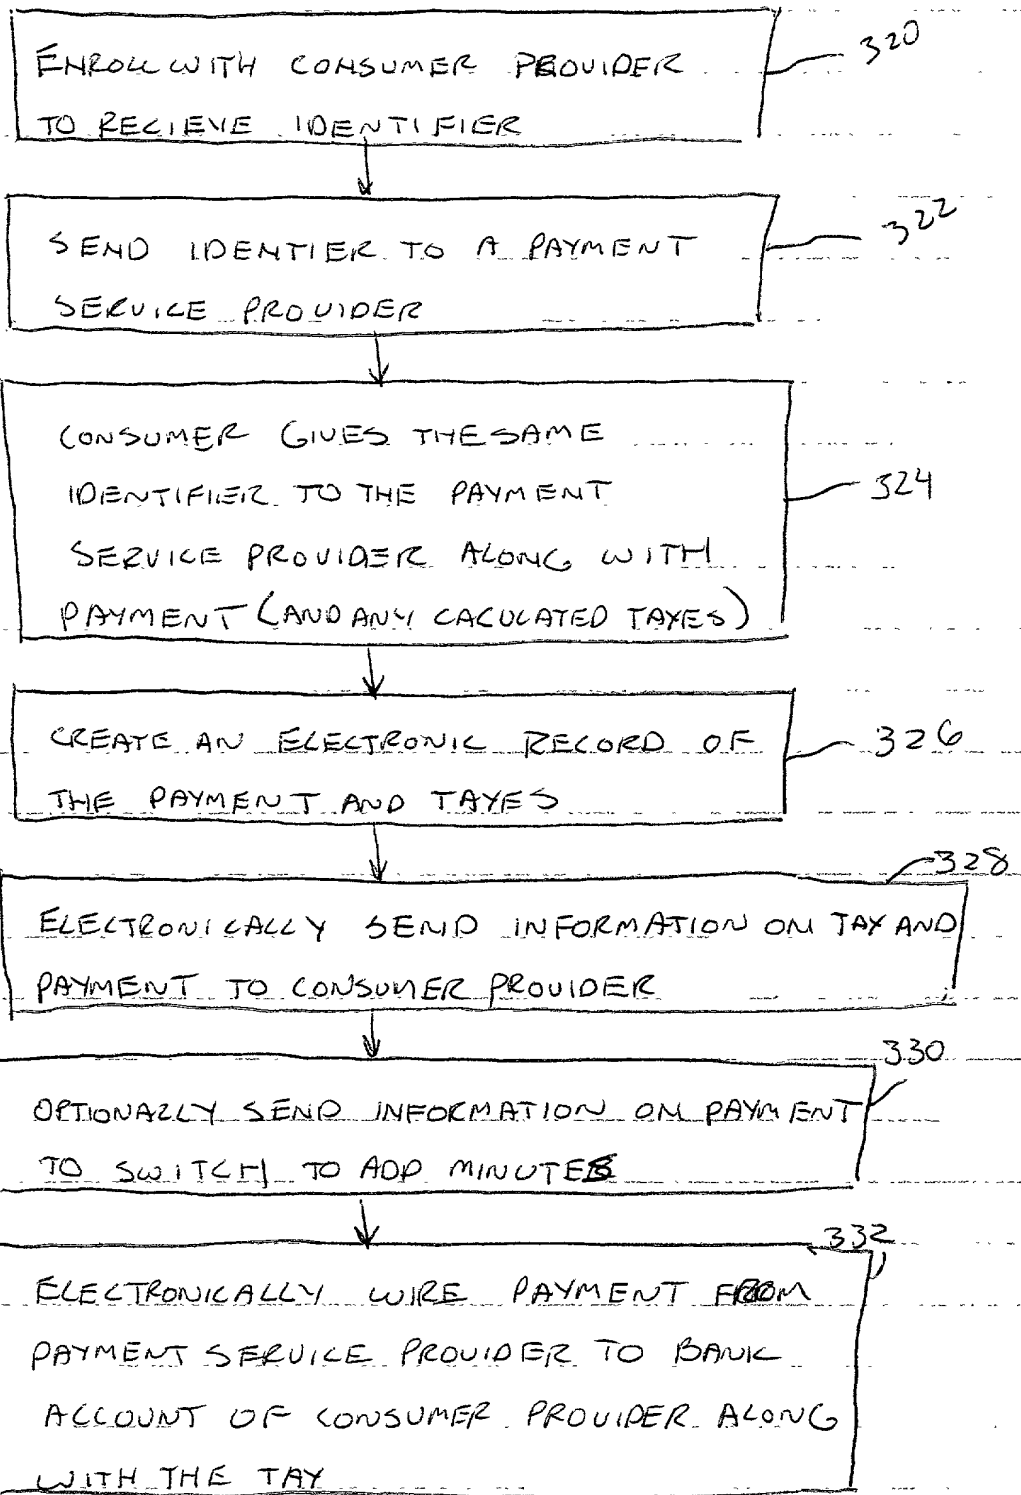 ENROLL WITH CONSUMER PROVIDER 320
TO RECIEVE IDENTIFIER
SEND IDENTIER TO A PAYMENT 322
SERVICE PROVIDER
CONSUMER GIVES THE SAME
IDENTIFIER TO THE PAYMENT 324
SERVICE PROVIDER ALONG WITH
PAYMENT (AND ANY CACULATED TAXES)
CREATE AN ELECTRONIC RECORD OF 326
THE PAYMENT AND TAXES
328
ELECTRONICALLY SEND INFORMATION ON TAX AND
PAYMENT TO CONSUMER PROVIDER
330
OPTIONALLY SEND INFORMATION ON PAYMENT
TO SWITCH TO ADD MINUTES
332
ELECTRONICALLY WIRE PAYMENT FROM
PAYMENT SERVICE PROVIDER TO BANK
ACCOUNT OF CONSUMER PROVIDER ALONG
WITH THE TAX